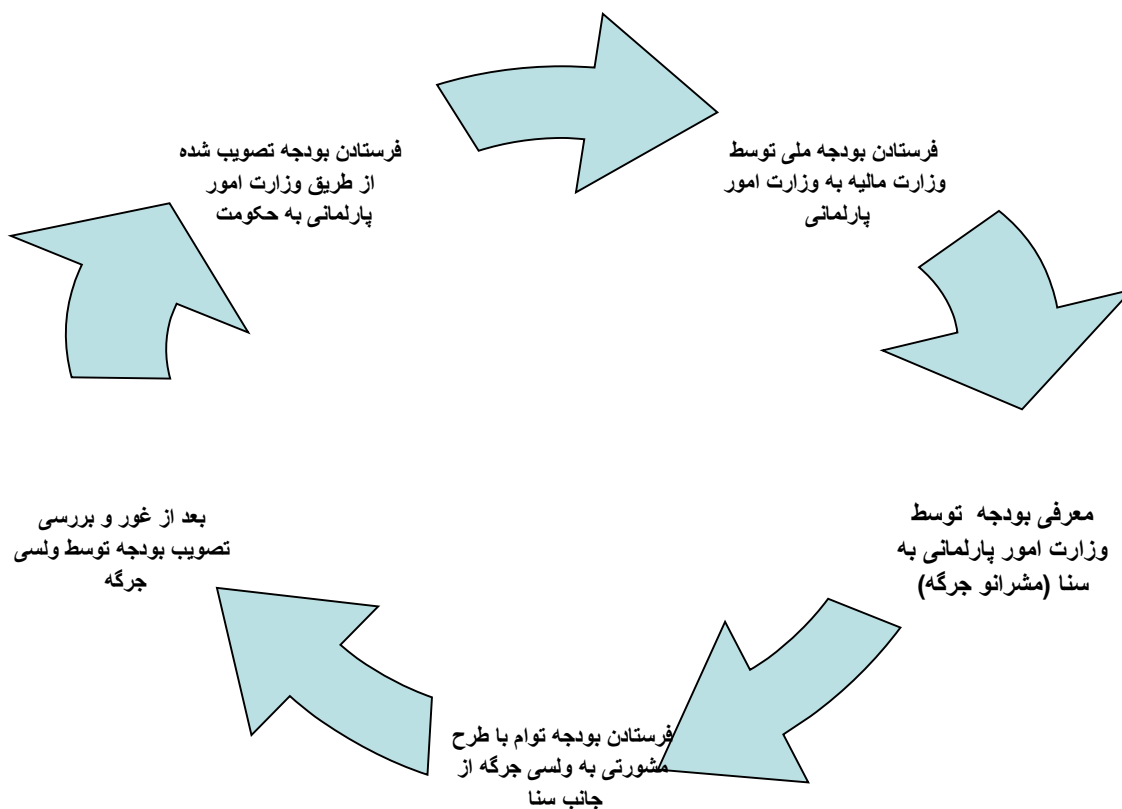 فرستادن بودجه ملی توسط
وزارت مالیه به وزارت امور
پارلمانی
معرفی بودجه توسط
وزارت امور پارلمانی به
سنا (مشرانو جرگه)
فرستادن بودجه توام با طرح
مشورتی به ولسی جرگه از
جانب سنا
بعد از غور و بررسی
تصویب بودجه توسط ولسی
جرگه
فرستادن بودجه تصویب شده
از طریق وزارت امور
پارلمانی به حکومت